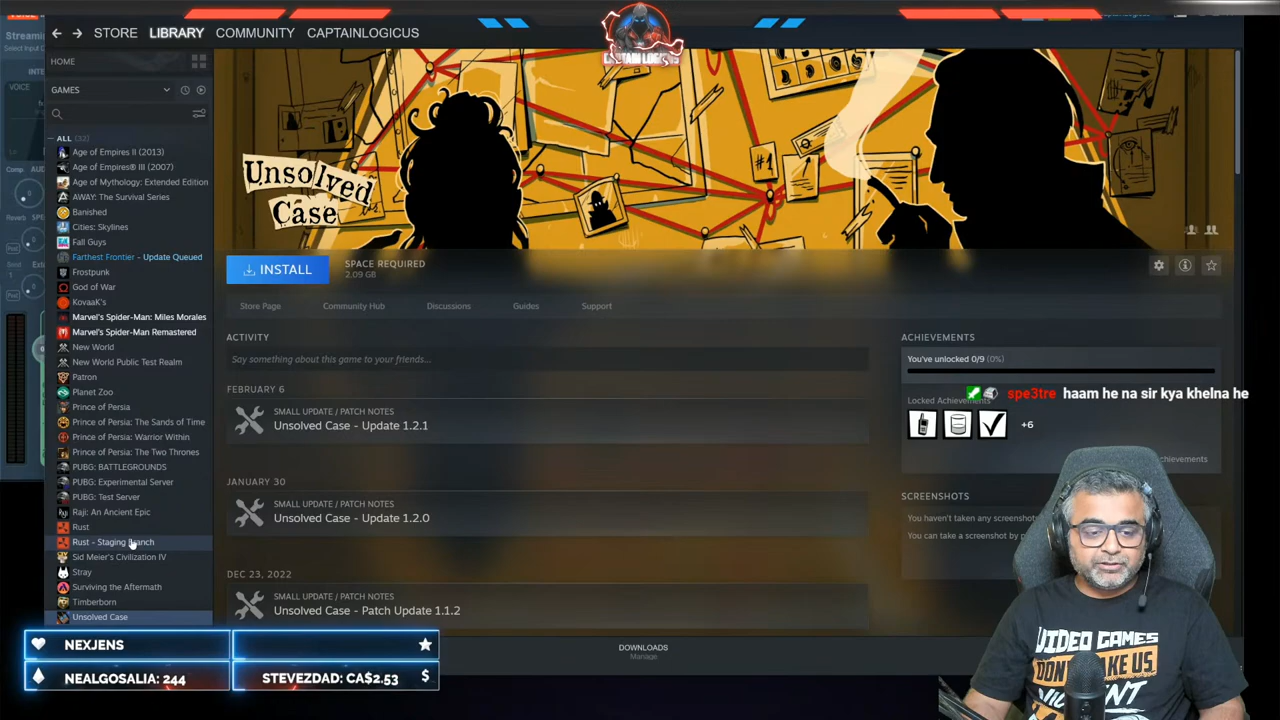 STORE LIBRARY COMMUNITY CAPTAINLOGICUS
CAPTAIN LOGICUS
HOME
GAMES
ALL (32)
Age of Empires II (2013)
Age of Empires® III (2007)
Age of Mythology: Extended Edition
AWAY: The Survival Series
Banished
Cities: Skylines
Fall Guys
Farthest Frontier - Update Queued
Frostpunk
God of War
KovaaK's
Marvel's Spider-Man: Miles Morales
Marvel's Spider-Man Remastered
New World
New World Public Test Realm
Patron
Planet Zoo
Prince of Persia
Prince of Persia: The Sands of Time
Prince of Persia: Warrior Within
Prince of Persia: The Two Thrones
PUBG: BATTLEGROUNDS
PUBG: Experimental Server
PUBG: Test Server
Raji: An Ancient Epic
Rust
Rust - Staging Branch
Sid Meier's Civilization IV
Stray
Surviving the Aftermath
Timberborn
Unsolved Case
Unsolved
Case
#1
INSTALL
SPACE REQUIRED
2.09 GB
Store Page Community Hub Discussions Guides Support
ACTIVITY
Say something about this game to your friends...
FEBRUARY 6
SMALL UPDATE / PATCH NOTES
Unsolved Case - Update 1.2.1
JANUARY 30
SMALL UPDATE / PATCH NOTES
Unsolved Case - Update 1.2.0
DEC 23, 2022
SMALL UPDATE / PATCH NOTES
Unsolved Case - Patch Update 1.1.2
ACHIEVEMENTS
You've unlocked 0/9 (0%)
spe3tre haam he na sir kya khelna he
Locked Achievements
+6
SCREENSHOTS
You haven't taken any screenshots
You can take a screenshot by
DOWNLOADS
Manage
NEXJENS
NEALGOSALIA: 244
STEVEZDAD: CA$2.53 $
VIDEO GAMES